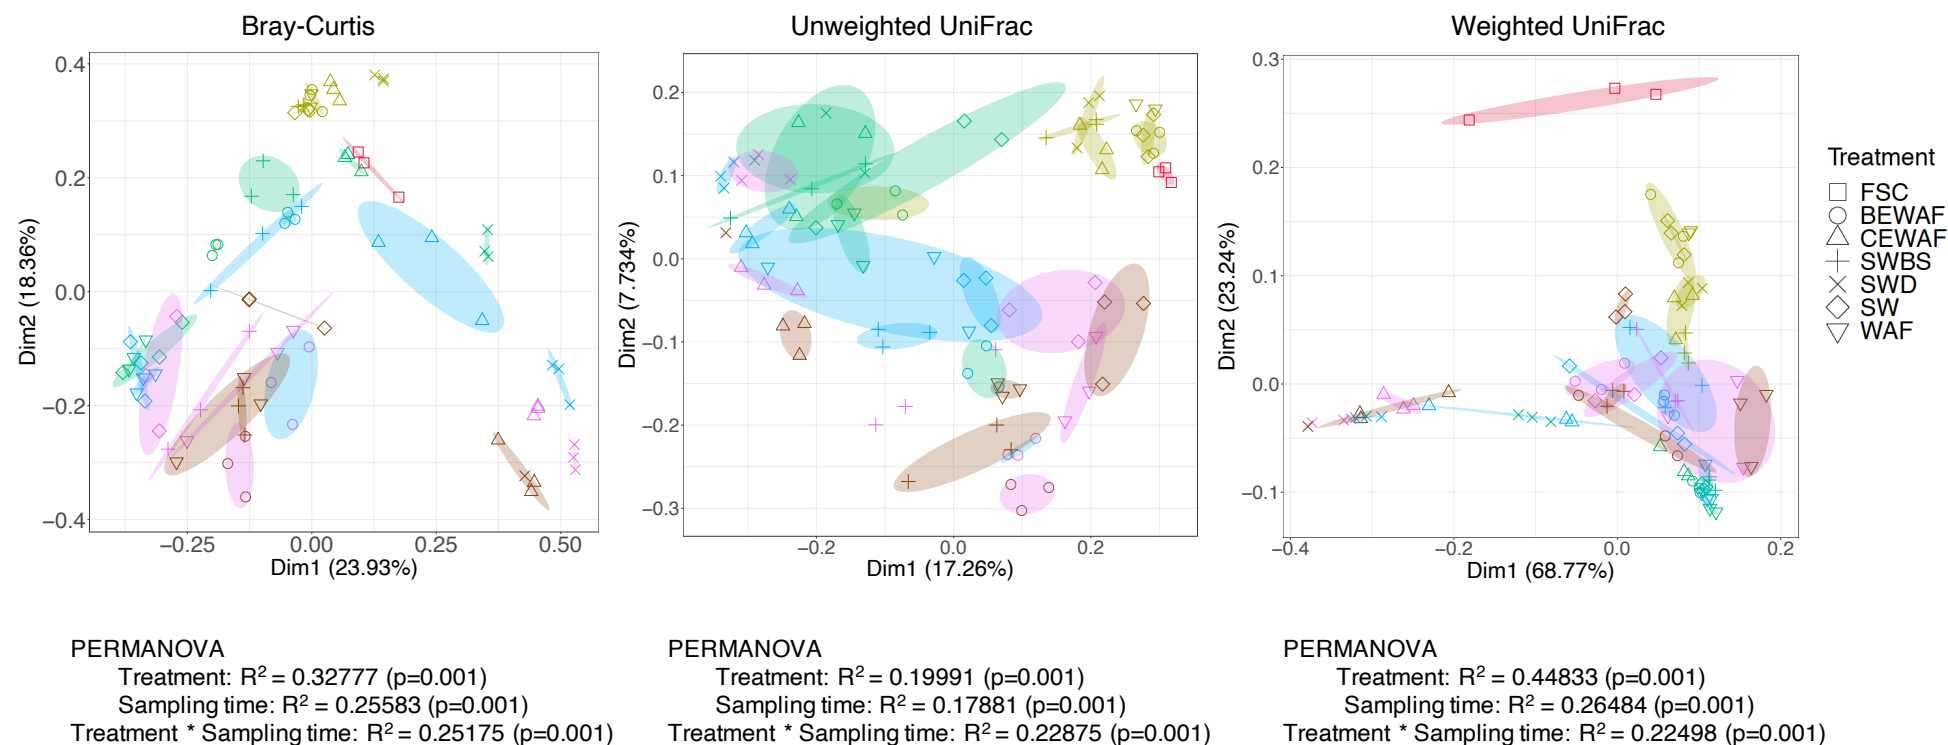 Bray-Curtis
Unweighted UniFrac
Weighted UniFrac
0.4
0.2
0.0
−0.2
−0.4
Dim2 (18.36%)
−0.25
0.00
0.25
0.50
Dim1 (23.93%)
0.2
0.1
0.0
−0.1
−0.2
−0.3
Dim2 (7.734%)
−0.2
0.0
0.2
Dim1 (17.26%)
0.3
0.2
0.1
0.0
−0.1
Dim2 (23.24%)
−0.4
−0.2
0.0
0.2
Dim1 (68.77%)
Treatment
FSC
BEWAF
CEWAF
SWBS
SWD
SW
WAF
PERMANOVA
Treatment: R² = 0.32777 (p=0.001)
Sampling time: R² = 0.25583 (p=0.001)
Treatment * Sampling time: R² = 0.25175 (p=0.001)
PERMANOVA
Treatment: R² = 0.19991 (p=0.001)
Sampling time: R² = 0.17881 (p=0.001)
Treatment * Sampling time: R² = 0.22875 (p=0.001)
PERMANOVA
Treatment: R² = 0.44833 (p=0.001)
Sampling time: R² = 0.26484 (p=0.001)
Treatment * Sampling time: R² = 0.22498 (p=0.001)